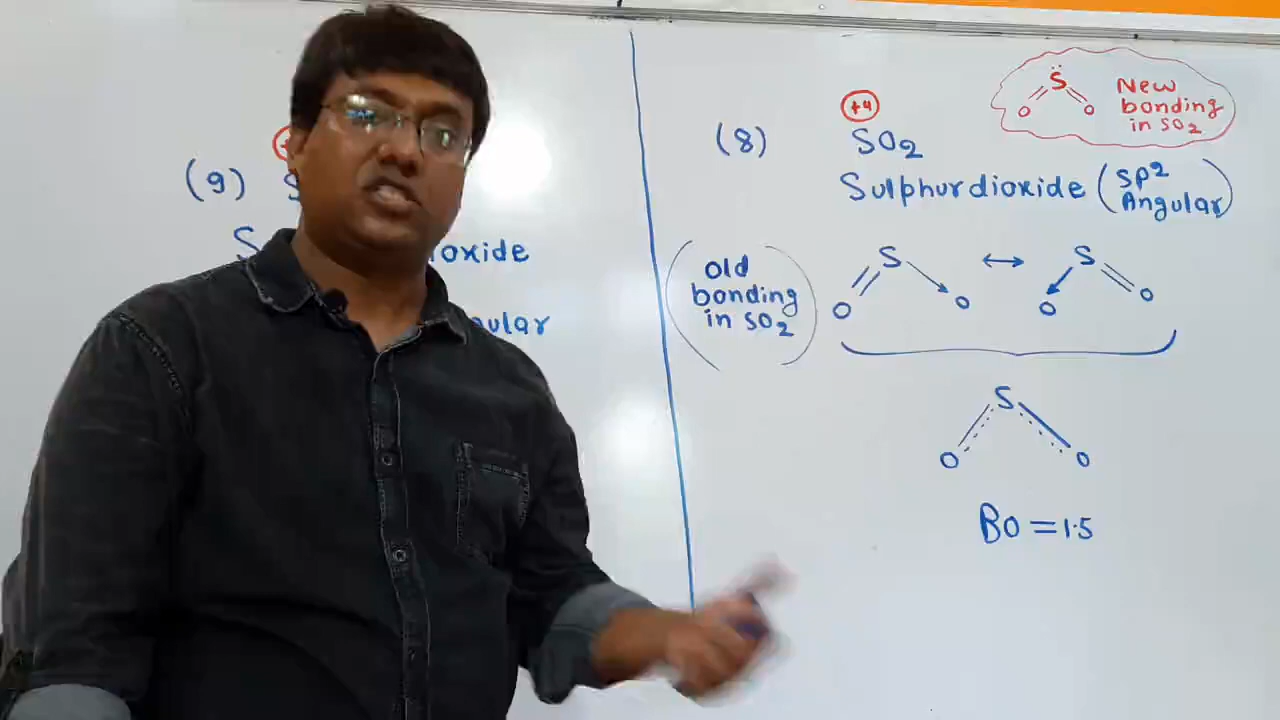 (9)
oxide
(8)
+4
SO2
Sulphurdioxide (sp2
Angular)
S
O O
New
bonding
in SO2
(Old
bonding
in SO2)
S ↔ S
O O O O
S
O O
BO = 1.5